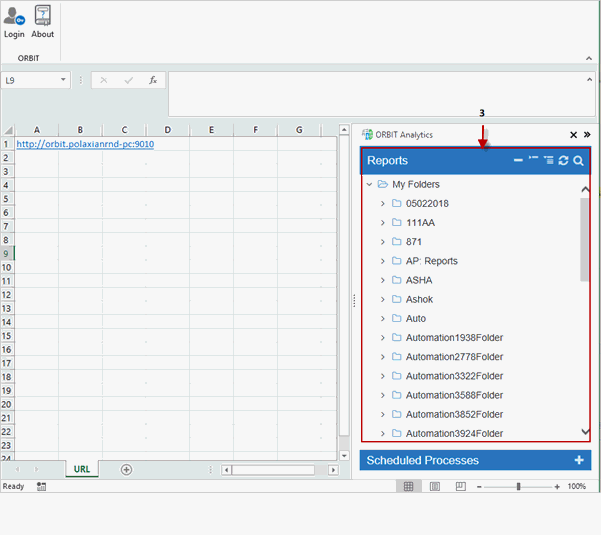 Login About
ORBIT
L9 fx
3
A B C D E F G
1 http://orbit.polaxianrnd-pc:9010
2
3
4
5
6
7
8
9
10
11
12
13
14
15
16
17
18
19
20
21
22
23
24
ORBIT Analytics
Reports
My Folders
05022018
111AA
871
AP: Reports
ASHA
Ashok
Auto
Automation1938Folder
Automation2778Folder
Automation3322Folder
Automation3588Folder
Automation3852Folder
Automation3924Folder
Scheduled Processes
URL
Ready 100%